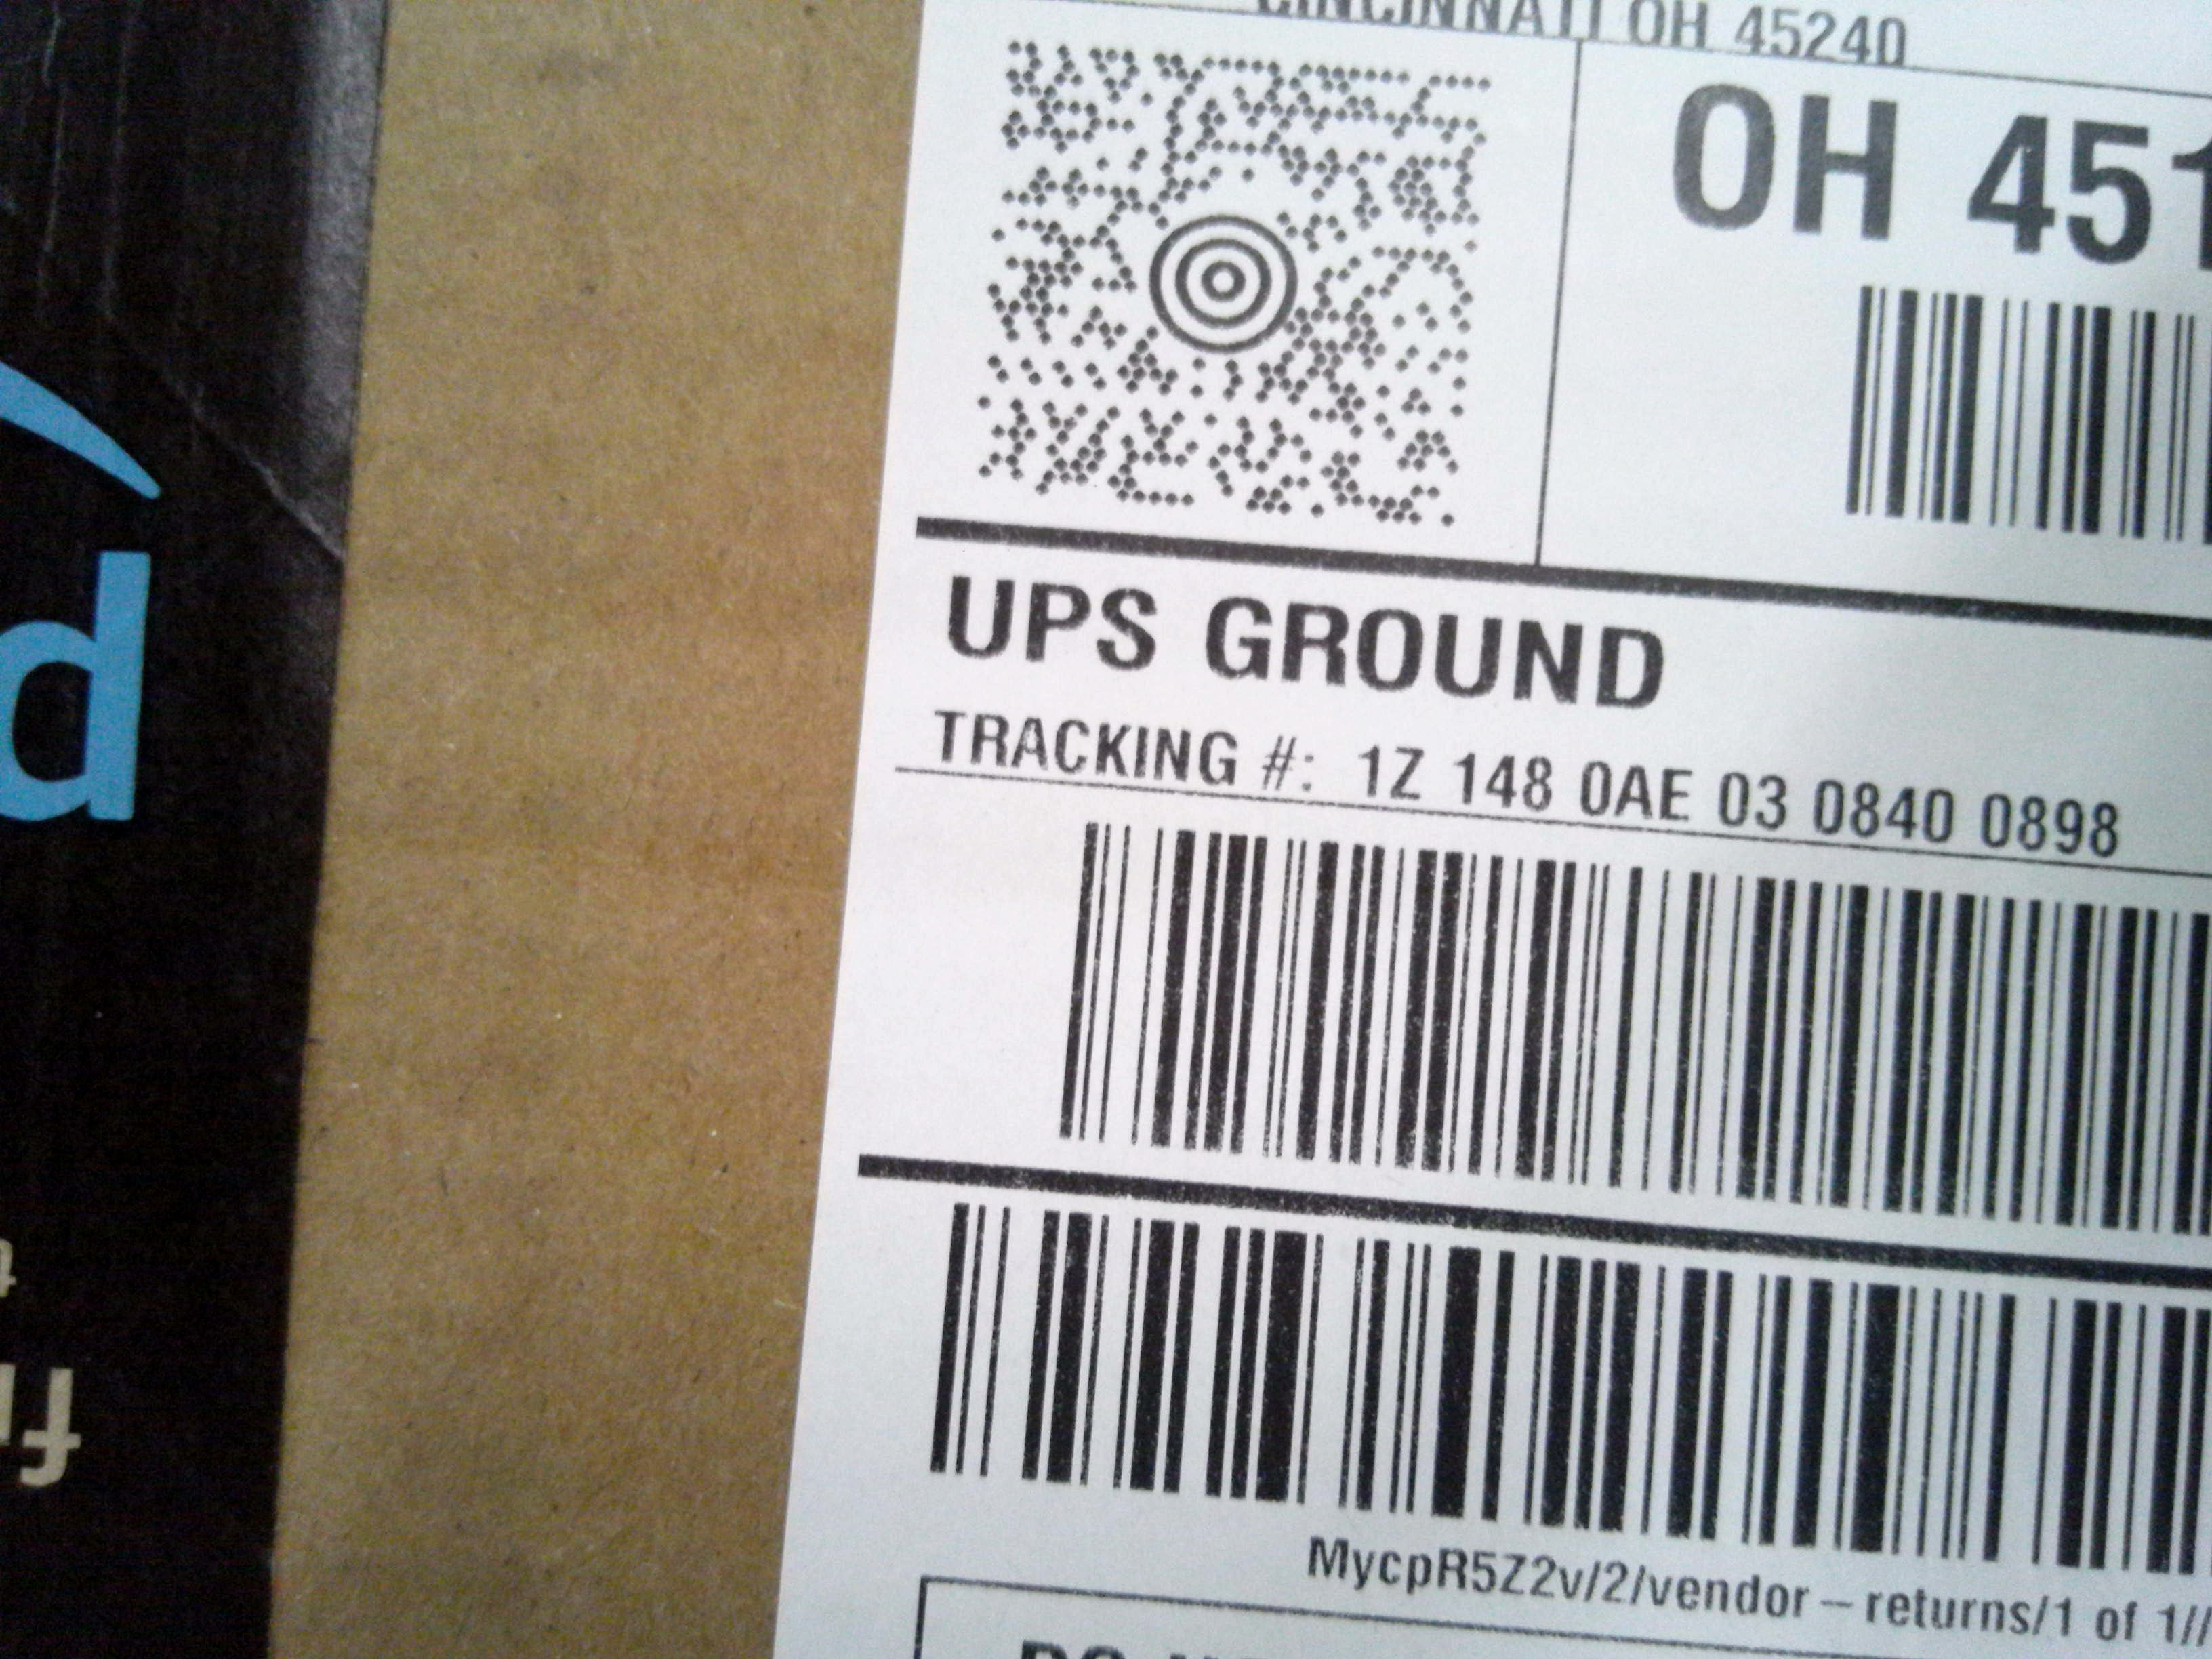 CINCINNATI OH 45240
OH 451
UPS GROUND
TRACKING #: 1Z 148 0AE 03 0840 0898
MycpR5Z2v/2/vendor – returns/1 of 1//
d